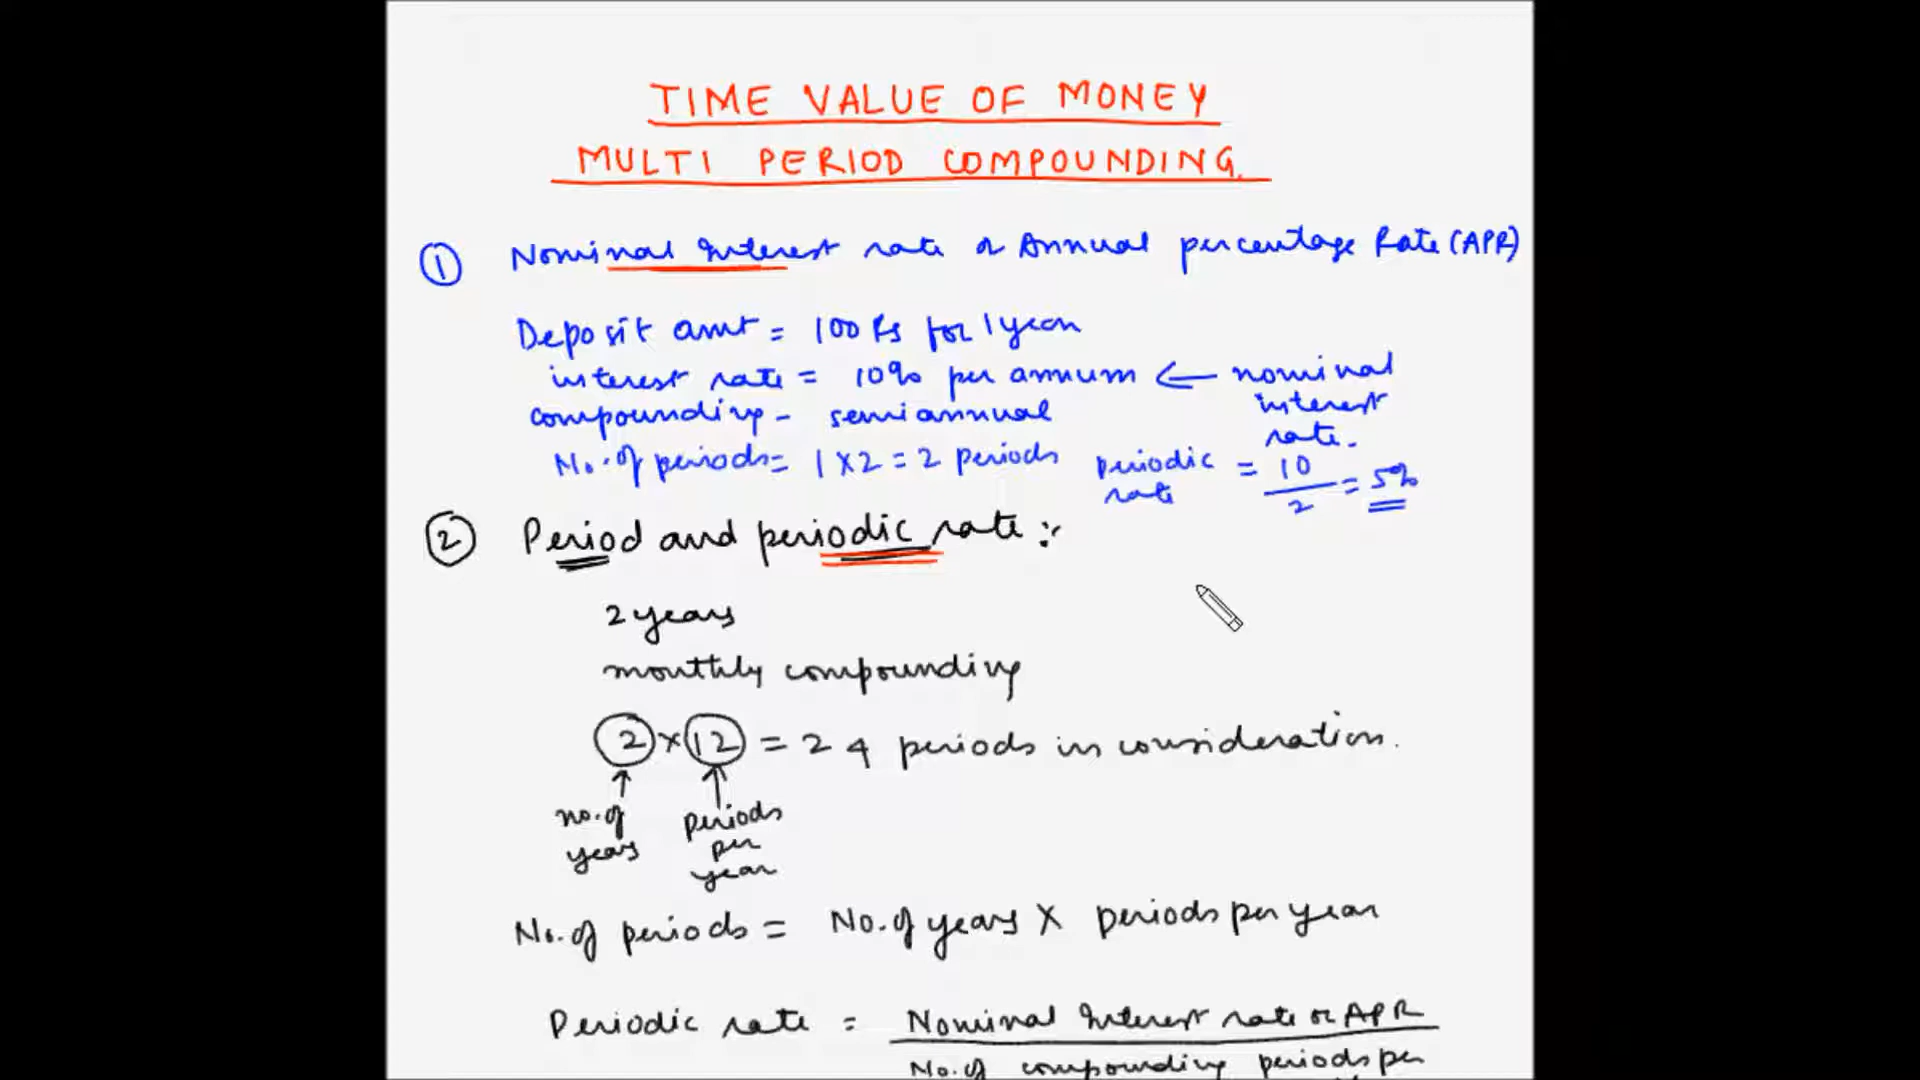 TIME VALUE OF MONEY
MULTI PERIOD COMPOUNDING.
① Nominal Interest rate or Annual percentage Rate (APR)
Deposit amt = 100 Rs for 1 year
interest rate = 10% per annum ← nominal interest rate.
compounding - semiannual
No. of periods = 1 × 2 = 2 periods
periodic rate = 10/2 = 5%
② Period and periodic rate :-
2 years
monthly compounding
2 × 12 = 24 periods in consideration.
↑ no. of years
↑ periods per year
No. of periods = No. of years × periods per year
Periodic rate = Nominal Interest rate or APR
No. of compounding periods per